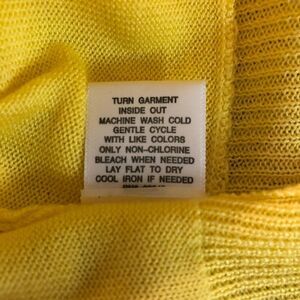 TURN GARMENT
INSIDE OUT
MACHINE WASH COLD
GENTLE CYCLE
WITH LIKE COLORS
ONLY NON-CHLORINE
BLEACH WHEN NEEDED
LAY FLAT TO DRY
COOL IRON IF NEEDED